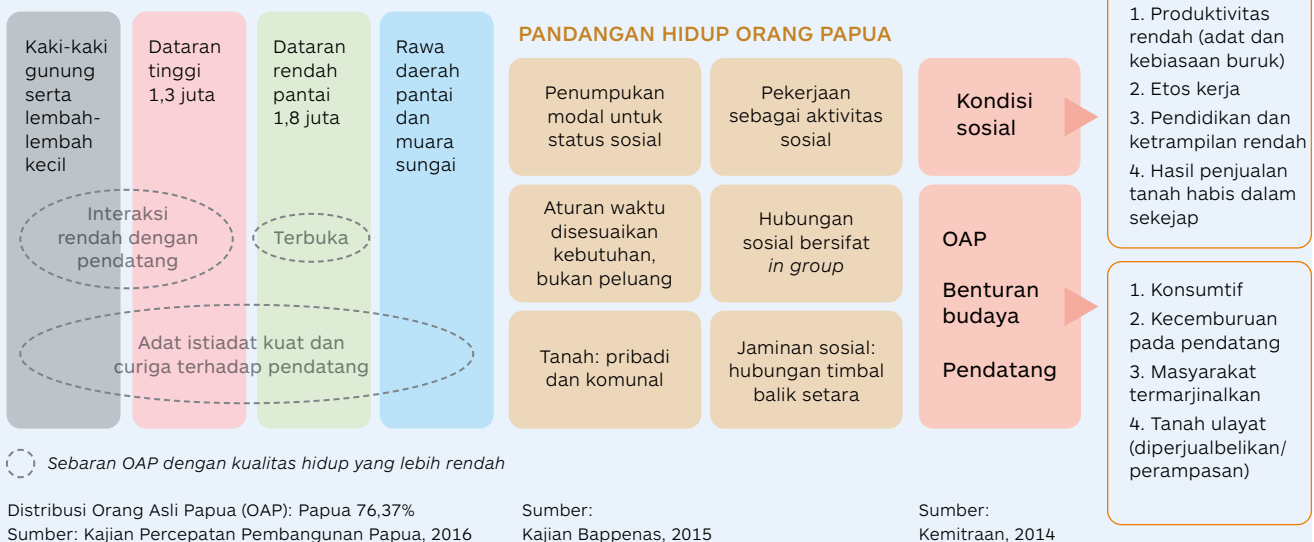 Kaki-kaki
gunung
serta
lembah-
lembah
kecil
Dataran
tinggi
1,3 juta
Dataran
rendah
pantai
1,8 juta
Rawa
daerah
pantai
dan
muara
sungai
Interaksi
rendah dengan
pendatang
Terbuka
Adat istiadat kuat dan
curiga terhadap pendatang
Sebaran OAP dengan kualitas hidup yang lebih rendah
Distribusi Orang Asli Papua (OAP): Papua 76,37%
Sumber: Kajian Percepatan Pembangunan Papua, 2016
PANDANGAN HIDUP ORANG PAPUA
Penumpukan
modal untuk
status sosial
Pekerjaan
sebagai aktivitas
sosial
Aturan waktu
disesuaikan
kebutuhan,
bukan peluang
Hubungan
sosial bersifat
in group
Tanah: pribadi
dan komunal
Jaminan sosial:
hubungan timbal
balik setara
Sumber:
Kajian Bappenas, 2015
Kondisi
sosial
OAP
Benturan
budaya
Pendatang
Sumber:
Kemitraan, 2014
1. Produktivitas
rendah (adat dan
kebiasaan buruk)
2. Etos kerja
3. Pendidikan dan
ketrampilan rendah
4. Hasil penjualan
tanah habis dalam
sekejap
1. Konsumtif
2. Kecemburuan
pada pendatang
3. Masyarakat
termarjinalkan
4. Tanah ulayat
(diperjualbelikan/
perampasan)